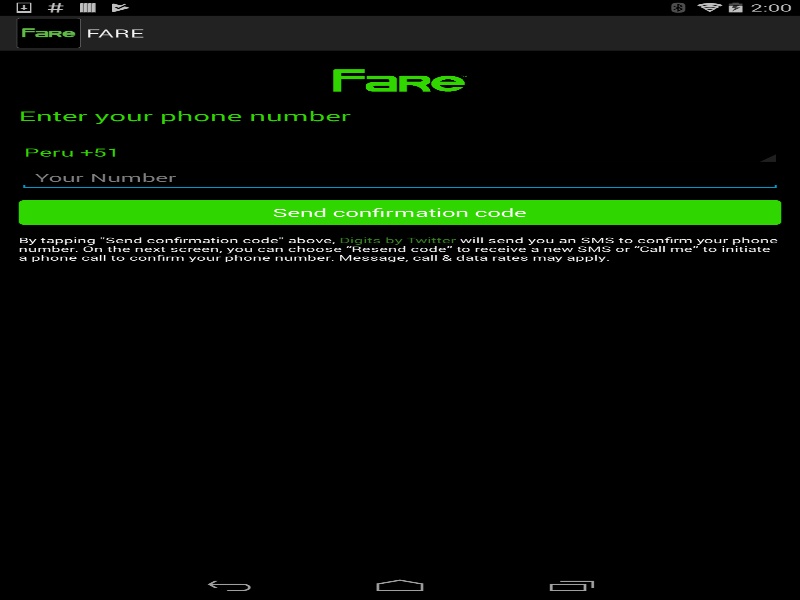 2:00
Fare FARE
Fare
Enter your phone number
Peru +51
Your Number
Send confirmation code
By tapping "Send confirmation code" above, Digits by Twitter will send you an SMS to confirm your phone
number. On the next screen, you can choose "Resend code" to receive a new SMS or "Call me" to initiate
a phone call to confirm your phone number. Message, call & data rates may apply.